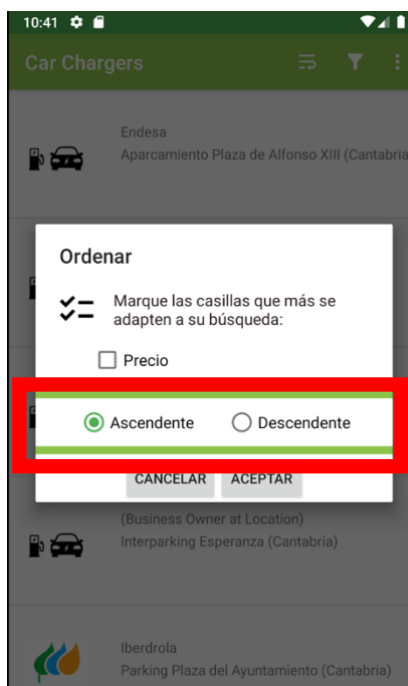 10:41
Car Chargers
Endesa
Aparcamiento Plaza de Alfonso XIII (Cantabria
Ordenar
Marque las casillas que más se
adapten a su búsqueda:
Precio
Ascendente Descendente
CANCELAR ACEPTAR
(Business Owner at Location)
Interparking Esperanza (Cantabria)
Iberdrola
Parking Plaza del Ayuntamiento (Cantabria)